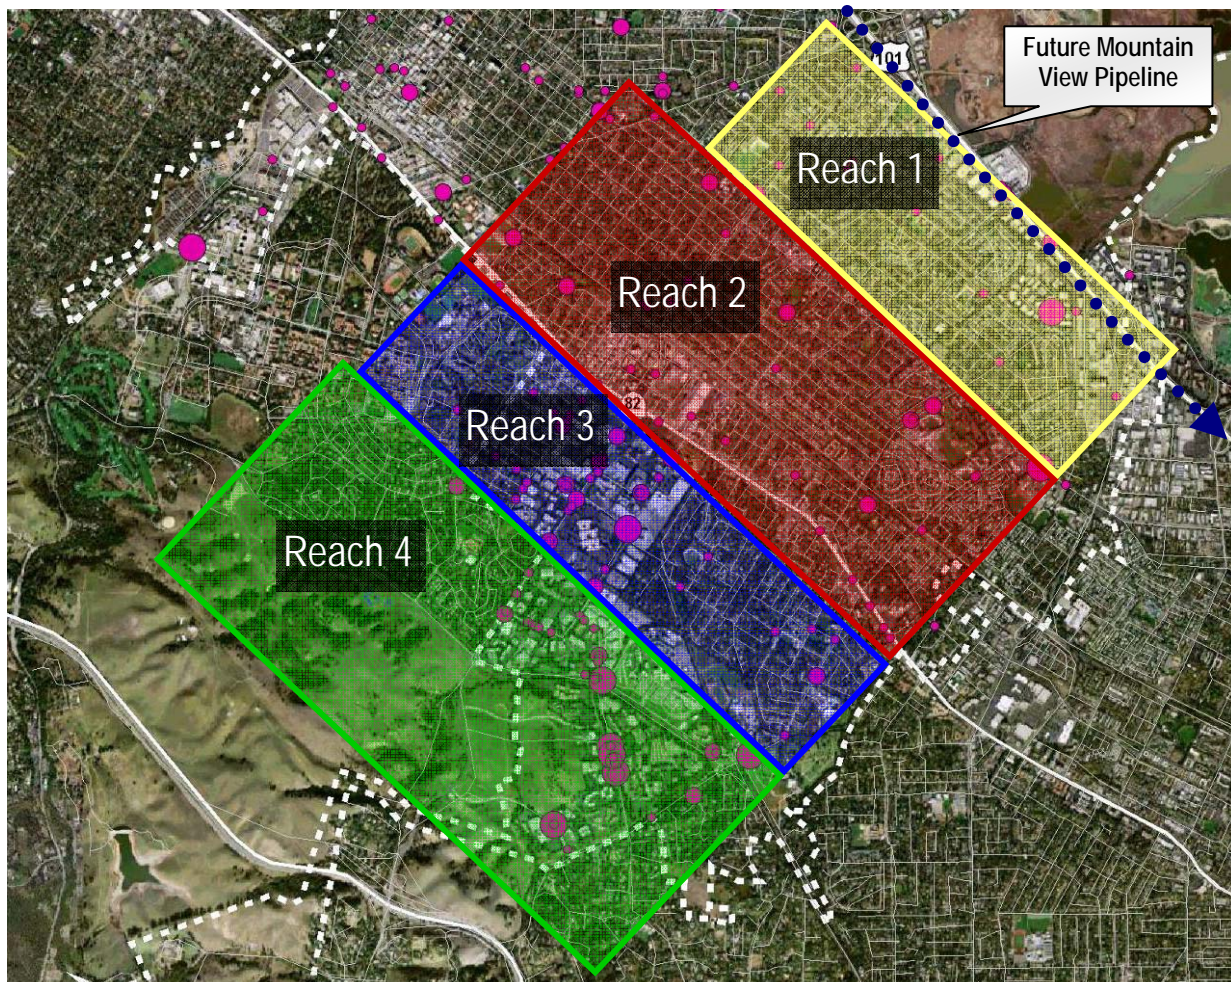 Future Mountain
View Pipeline
101
Reach 1
Reach 2
82
Reach 3
Reach 4